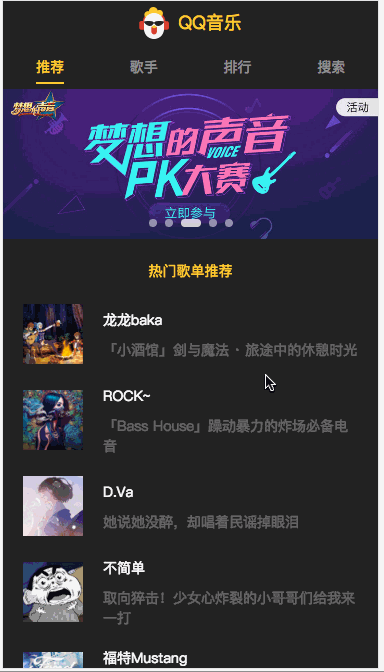 QQ音乐
推荐 歌手 排行 搜索
梦想的声音
活动
梦想的声音
VOICE
PK大赛
立即参与
热门歌单推荐
龙龙baka
「小酒馆」剑与魔法·旅途中的休憩时光
ROCK~
「Bass House」躁动暴力的炸场必备电
音
D.Va
她说她没醉，却唱着民谣掉眼泪
不简单
取向猝击！少女心炸裂的小哥哥们给我来
一打
福特Mustang